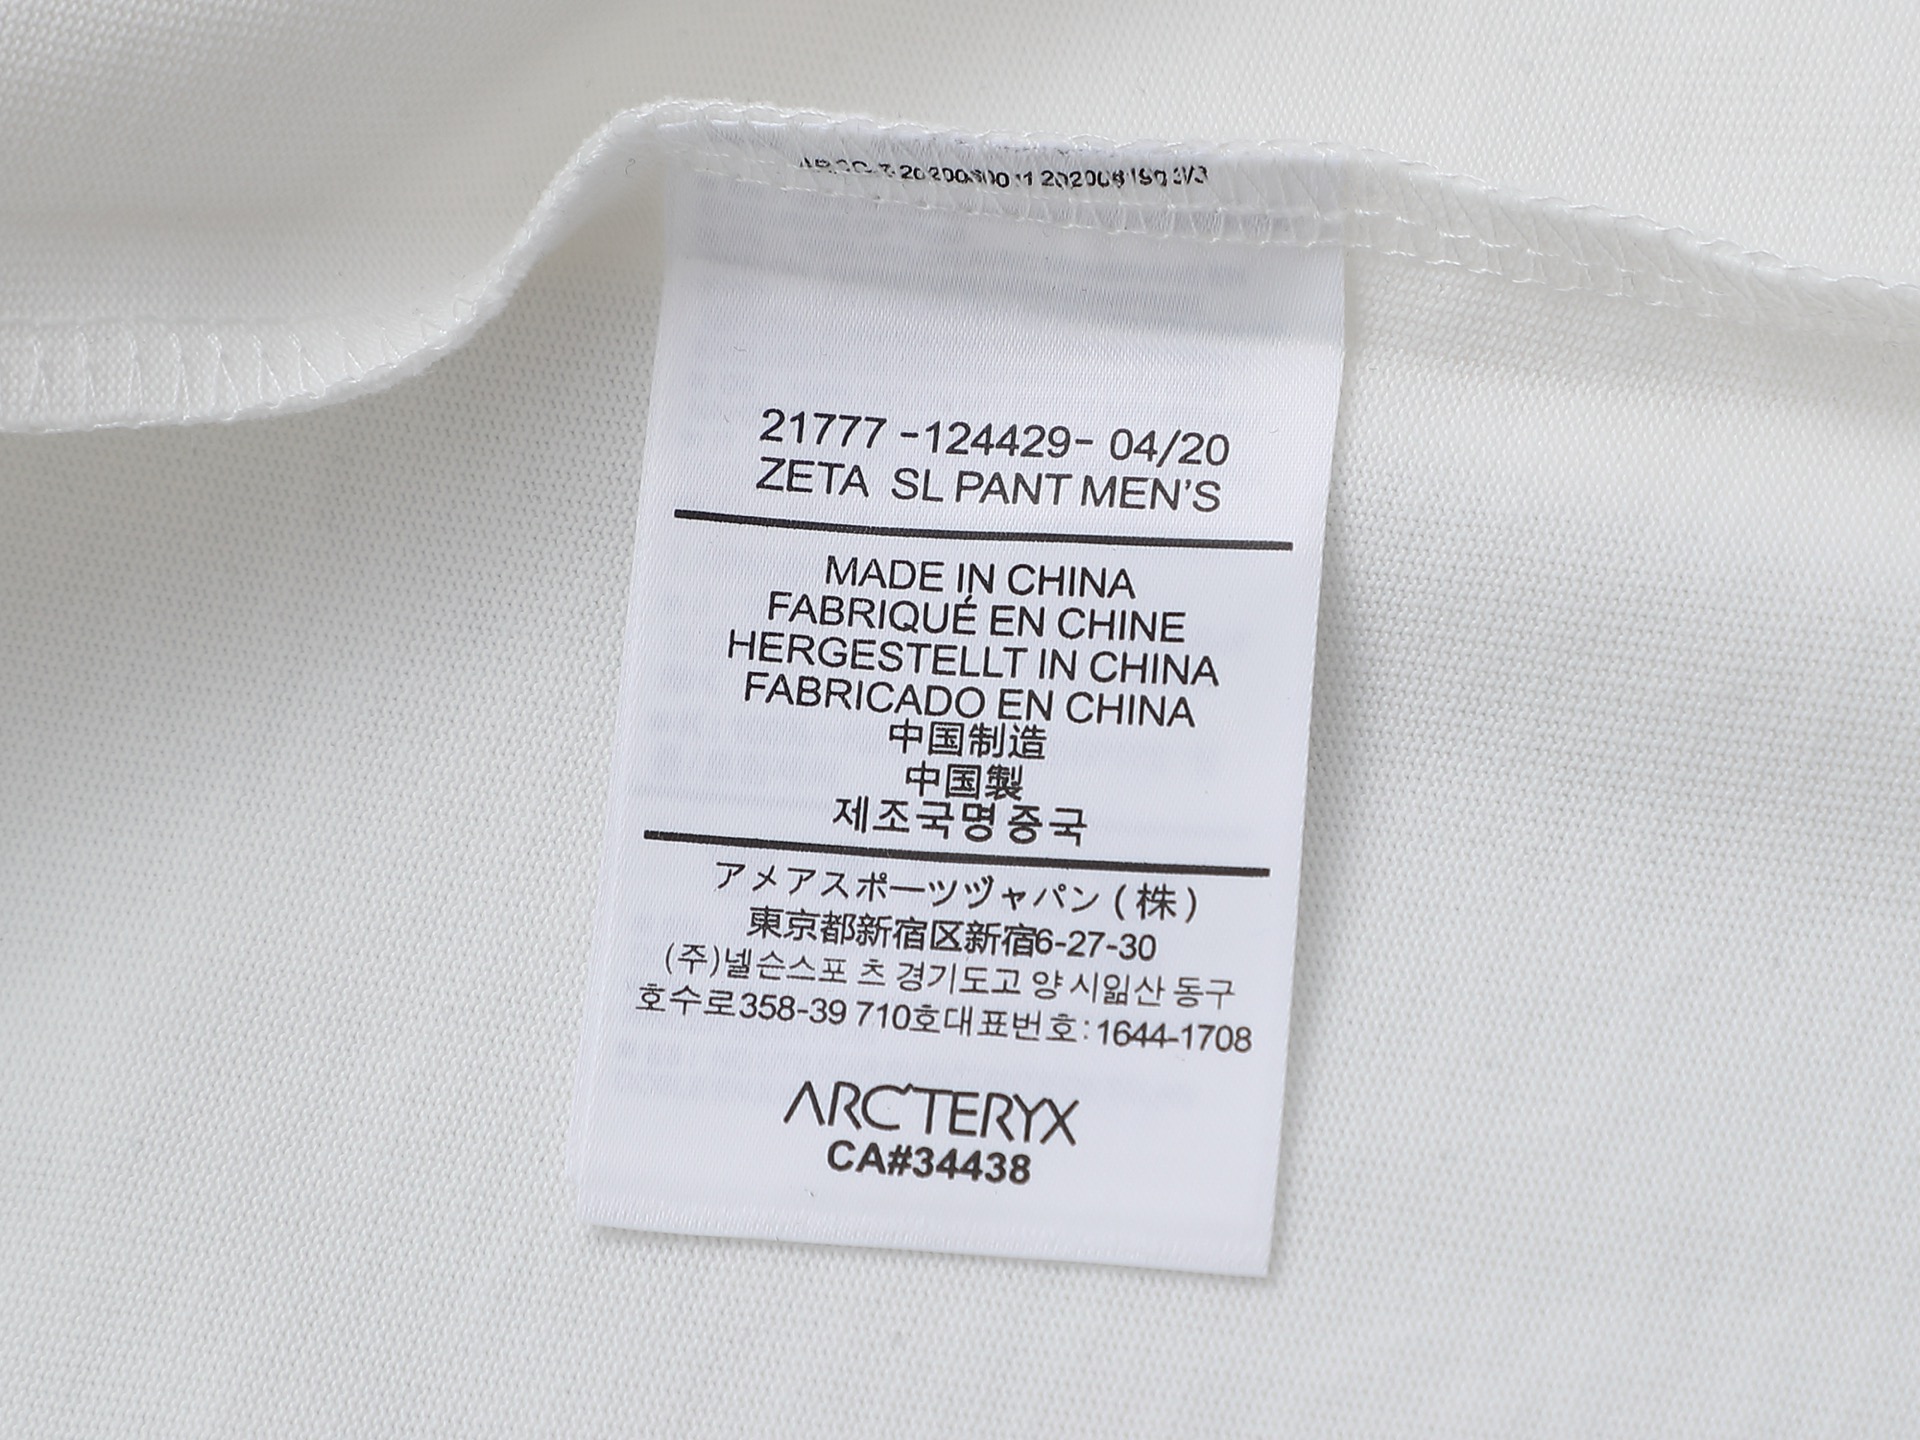 21777 -124429- 04/20
ZETA SL PANT MEN'S
MADE IN CHINA
FABRIQUÉ EN CHINE
HERGESTELLT IN CHINA
FABRICADO EN CHINA
中国制造
中国製
제조국명중국
アメアスポーツヅャパン(株)
東京都新宿区新宿6-27-30
(주)넬슨스포 츠 경기도고 양 시잂산 동구
호수로358-39 710호대표번호:1644-1708
ARC'TERYX
CA#34438